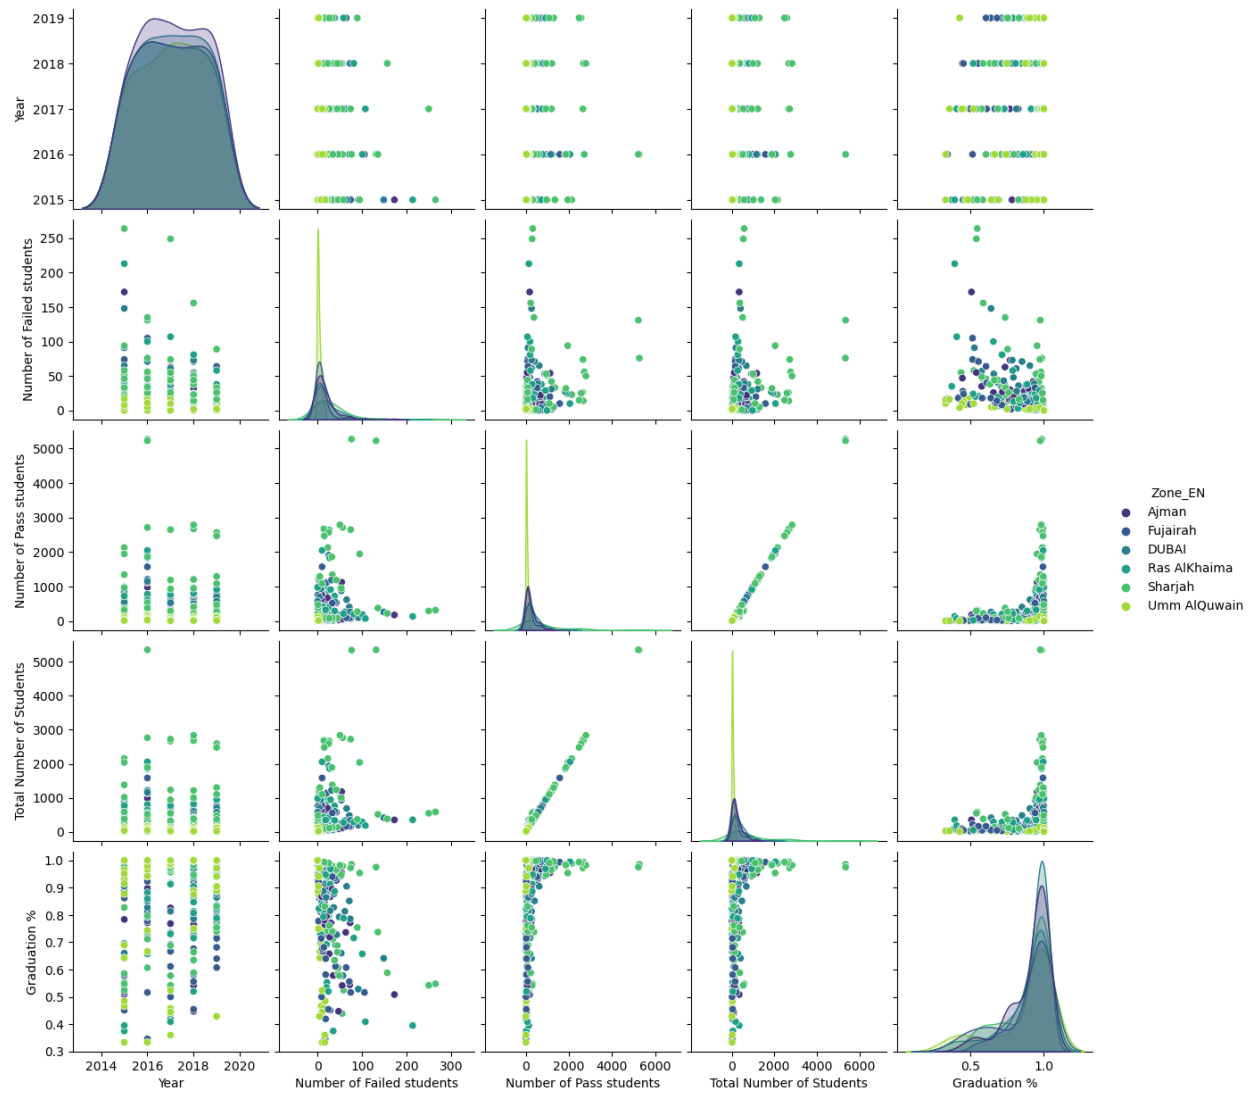 2019
2018
2017
2016
2015
Year
250
200
150
100
50
0
Number of Failed students
5000
4000
3000
2000
1000
0
Number of Pass students
Zone_EN
Ajman
Fujairah
DUBAI
Ras AlKhaima
Sharjah
Umm AlQuwain
5000
4000
3000
2000
1000
0
Total Number of Students
1.0
0.9
0.8
0.7
0.6
0.5
0.4
0.3
Graduation %
2014 2016 2018 2020
Year
0 100 200 300
Number of Failed students
0 2000 4000 6000
Number of Pass students
0 2000 4000 6000
Total Number of Students
0.5 1.0
Graduation %